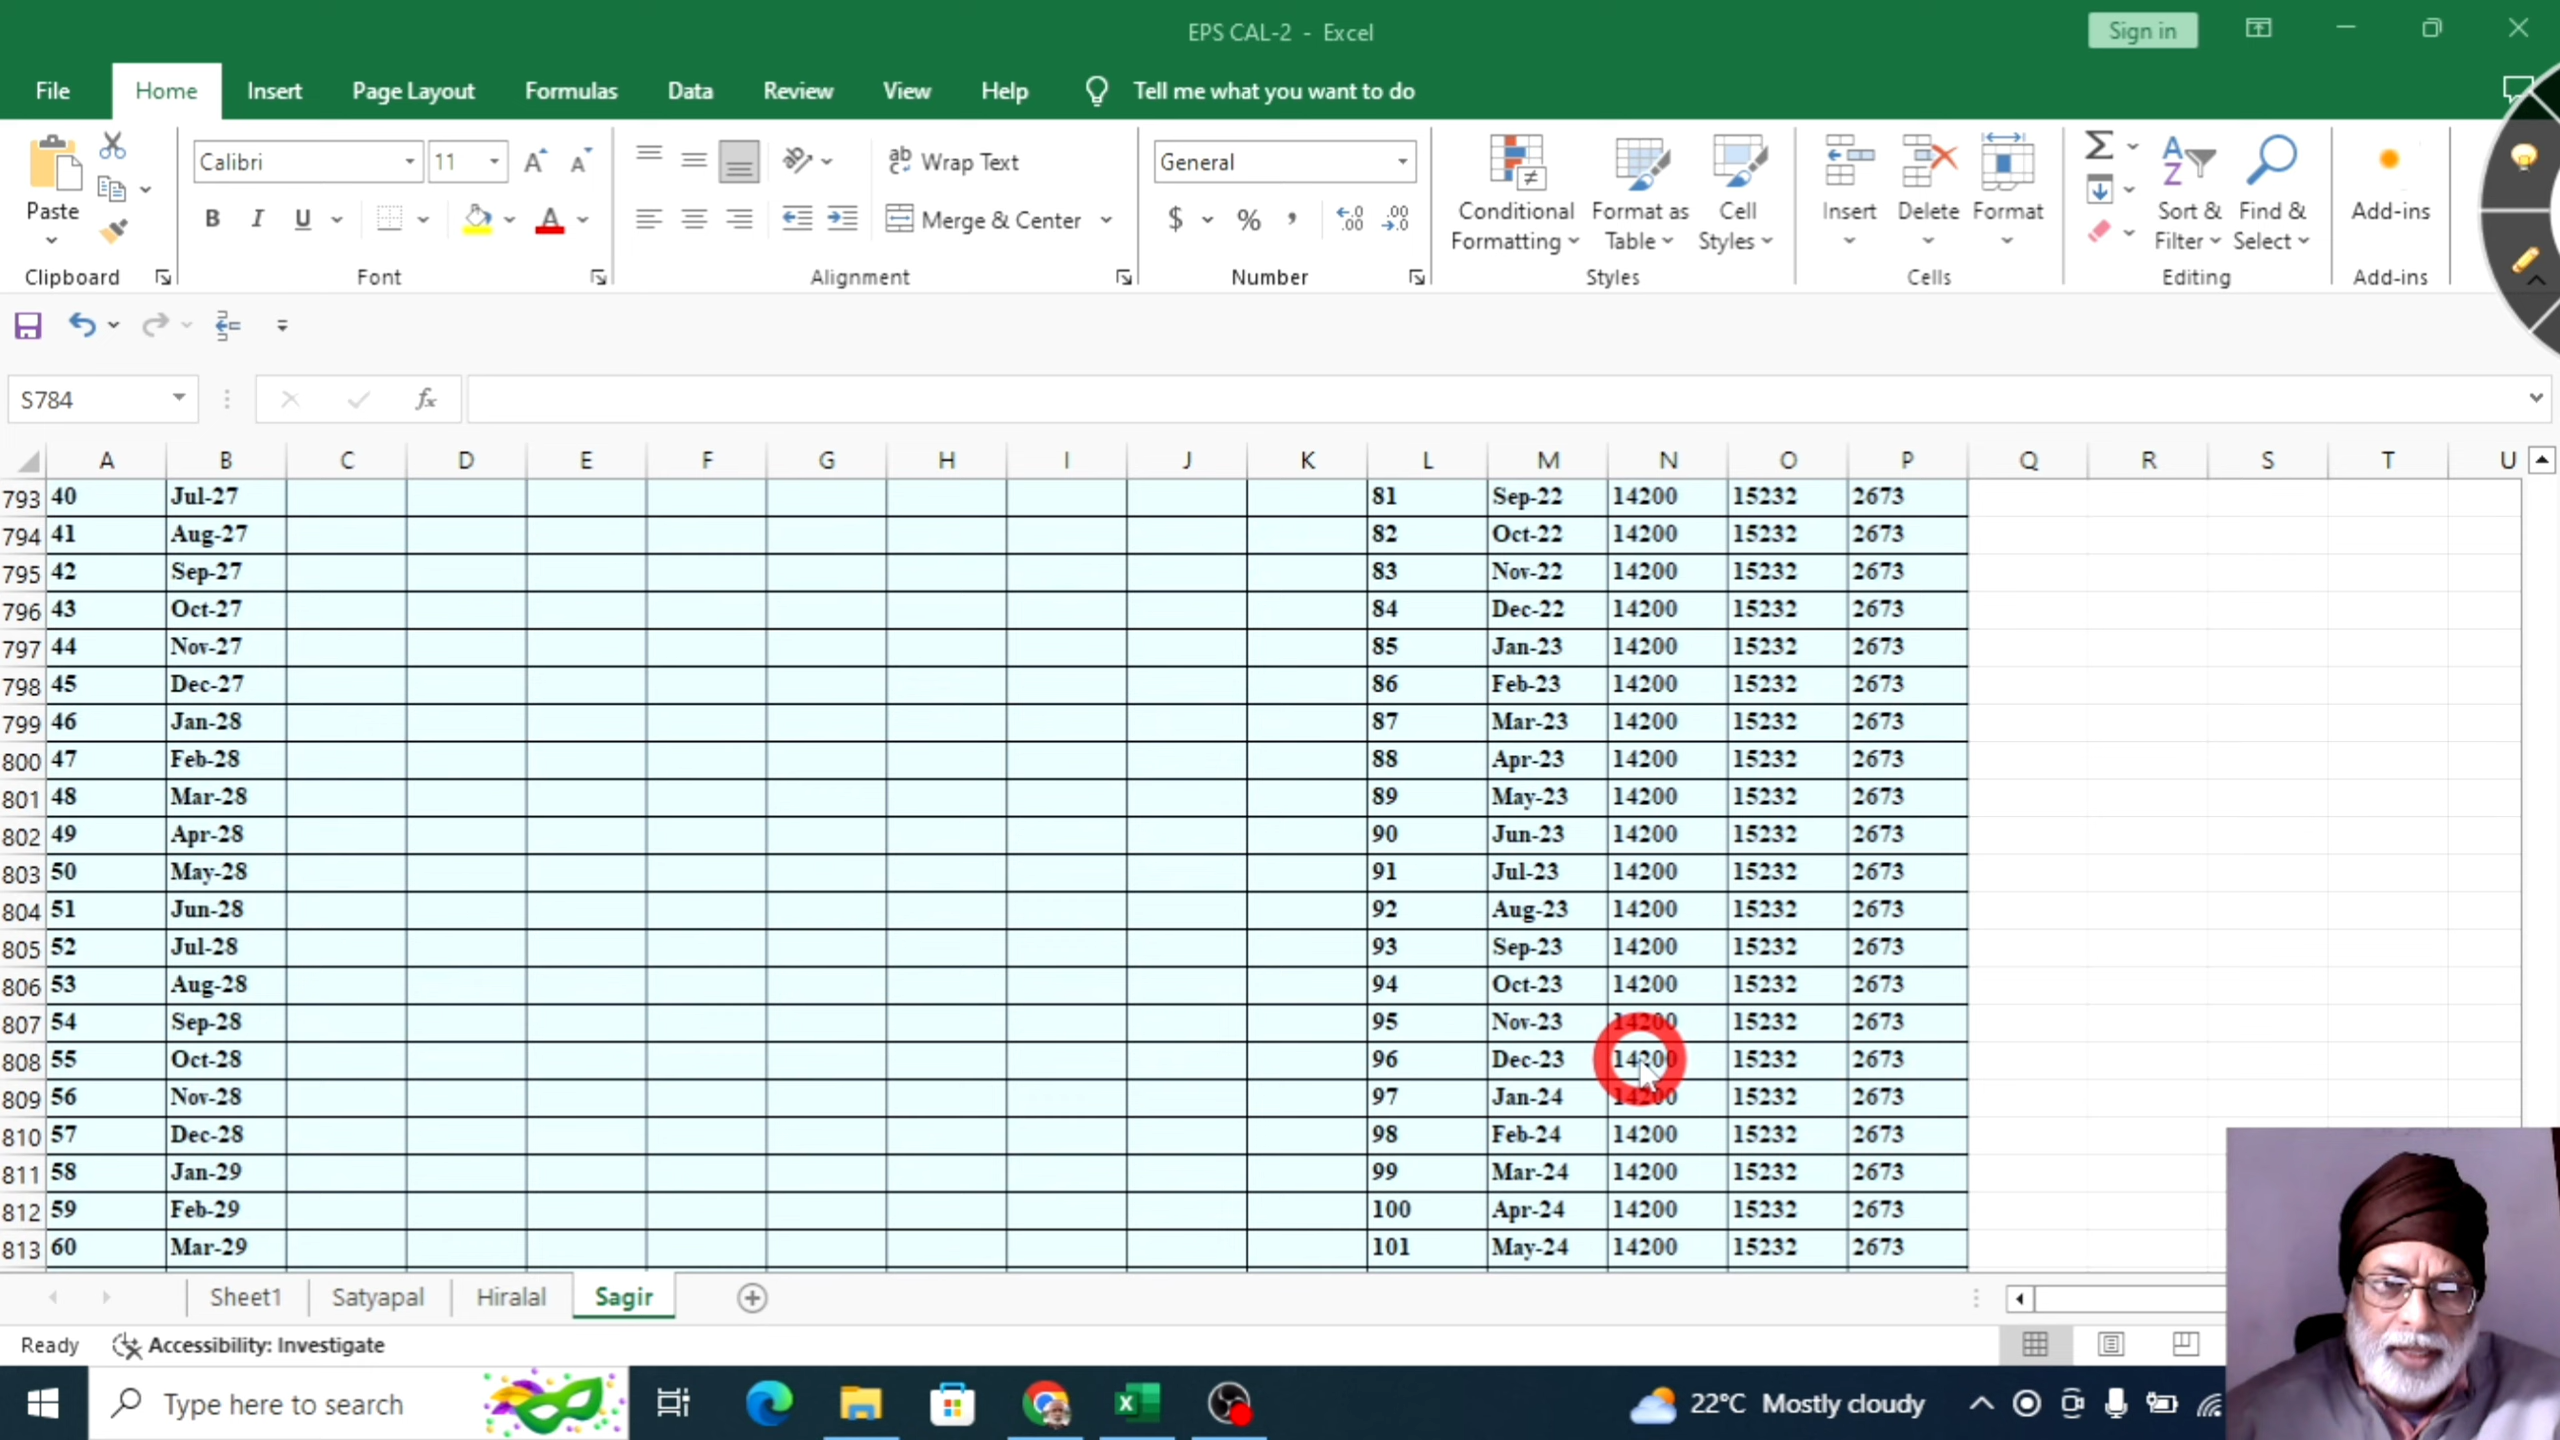 EPS CAL-2 - Excel
Sign in
File Home Insert Page Layout Formulas Data Review View Help Tell me what you want to do
Paste
Clipboard
Calibri 11
B I U
Font
Wrap Text
Merge & Center
Alignment
General
$ % ,
Number
Conditional Formatting
Format as Table
Cell Styles
Styles
Insert Delete Format
Cells
Sort & Filter
Find & Select
Editing
Add-ins
Add-ins
S784 fx
A B C D E F G H I J K L M N O P Q R S T U
793 40 Jul-27 81 Sep-22 14200 15232 2673
794 41 Aug-27 82 Oct-22 14200 15232 2673
795 42 Sep-27 83 Nov-22 14200 15232 2673
796 43 Oct-27 84 Dec-22 14200 15232 2673
797 44 Nov-27 85 Jan-23 14200 15232 2673
798 45 Dec-27 86 Feb-23 14200 15232 2673
799 46 Jan-28 87 Mar-23 14200 15232 2673
800 47 Feb-28 88 Apr-23 14200 15232 2673
801 48 Mar-28 89 May-23 14200 15232 2673
802 49 Apr-28 90 Jun-23 14200 15232 2673
803 50 May-28 91 Jul-23 14200 15232 2673
804 51 Jun-28 92 Aug-23 14200 15232 2673
805 52 Jul-28 93 Sep-23 14200 15232 2673
806 53 Aug-28 94 Oct-23 14200 15232 2673
807 54 Sep-28 95 Nov-23 14200 15232 2673
808 55 Oct-28 96 Dec-23 14200 15232 2673
809 56 Nov-28 97 Jan-24 14200 15232 2673
810 57 Dec-28 98 Feb-24 14200 15232 2673
811 58 Jan-29 99 Mar-24 14200 15232 2673
812 59 Feb-29 100 Apr-24 14200 15232 2673
813 60 Mar-29 101 May-24 14200 15232 2673
Sheet1 Satyapal Hiralal Sagir
Ready Accessibility: Investigate
Type here to search
22°C Mostly cloudy